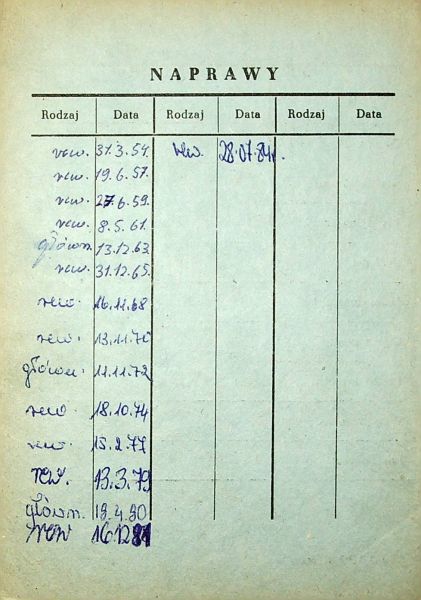 NAPRAWY
Rodzaj Data Rodzaj Data Rodzaj Data
rew. 31.3.54. rew. 28.07.84r.
rew. 19.6.57.
rew. 27.6.59.
rew. 8.5.61.
główn. 13.12.63.
rew. 31.12.65.
rew. 16.11.68
rew. 13.11.70
główn. 11.11.72
rew. 18.10.74
rew. 15.2.77
rew. 13.3.79
główn. 19.4.80
rew 16.12.81